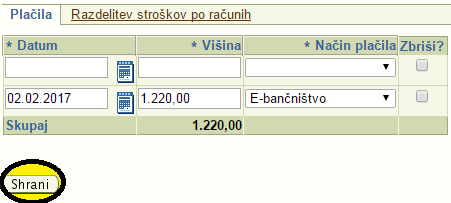 Plačila Razdelitev stroškov po računih
* Datum * Višina * Način plačila Zbriši?
02.02.2017 1.220,00 E-bančništvo
Skupaj 1.220,00
Shrani